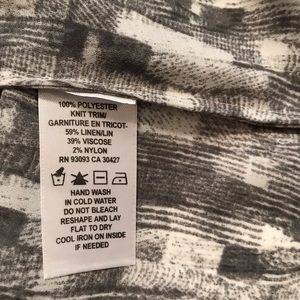 100% POLYESTER
KNIT TRIM/
GARNITURE EN TRICOT-
59% LINEN/LIN
39% VISCOSE
2% NYLON
RN 93093 CA 30427
HAND WASH
IN COLD WATER
DO NOT BLEACH
RESHAPE AND LAY
FLAT TO DRY
COOL IRON ON INSIDE
IF NEEDED